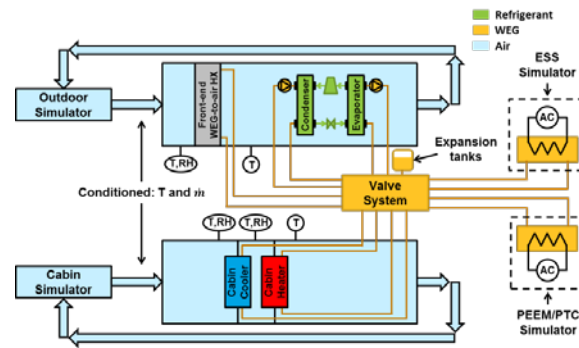 Refrigerant
WEG
Air
ESS
Simulator
AC
Outdoor
Simulator
Front-end
WEG-to-air HX
Condenser
Evaporator
Expansion
tanks
T,RH
T
Conditioned: T and ṁ
Valve
System
T,RH
T,RH
T
Cabin
Simulator
Cabin
Cooler
Cabin
Heater
AC
PEEM/PTC
Simulator